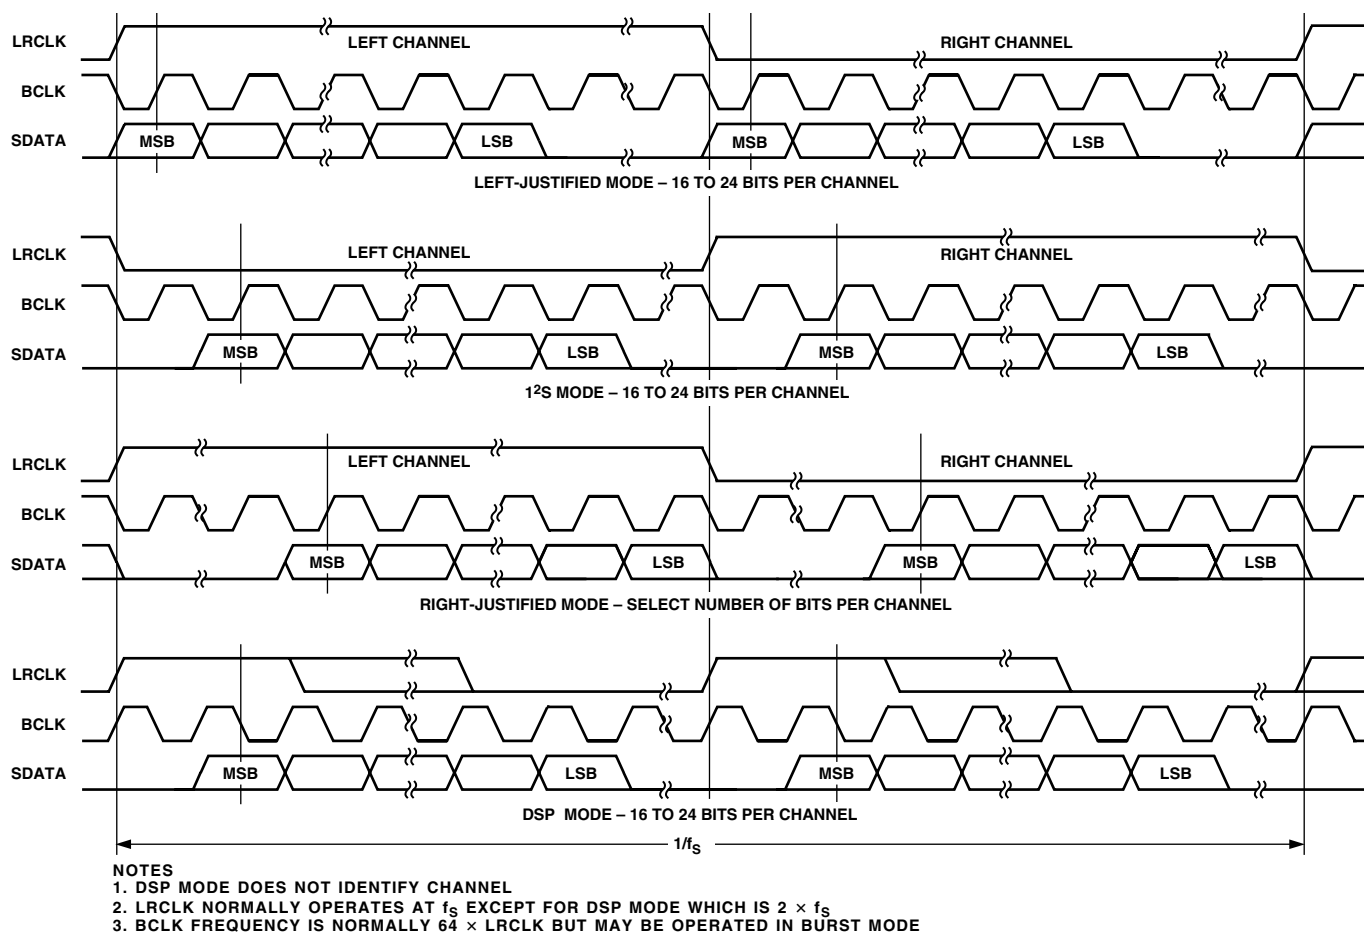 LRCLK
LEFT CHANNEL
RIGHT CHANNEL
BCLK
SDATA
MSB
LSB
MSB
LSB
LEFT-JUSTIFIED MODE – 16 TO 24 BITS PER CHANNEL
LRCLK
LEFT CHANNEL
RIGHT CHANNEL
BCLK
SDATA
MSB
LSB
MSB
LSB
1²S MODE – 16 TO 24 BITS PER CHANNEL
LRCLK
LEFT CHANNEL
RIGHT CHANNEL
BCLK
SDATA
MSB
LSB
MSB
LSB
RIGHT-JUSTIFIED MODE – SELECT NUMBER OF BITS PER CHANNEL
LRCLK
BCLK
SDATA
MSB
LSB
MSB
LSB
DSP MODE – 16 TO 24 BITS PER CHANNEL
1/fS
NOTES
1. DSP MODE DOES NOT IDENTIFY CHANNEL
2. LRCLK NORMALLY OPERATES AT fS EXCEPT FOR DSP MODE WHICH IS 2 × fS
3. BCLK FREQUENCY IS NORMALLY 64 × LRCLK BUT MAY BE OPERATED IN BURST MODE